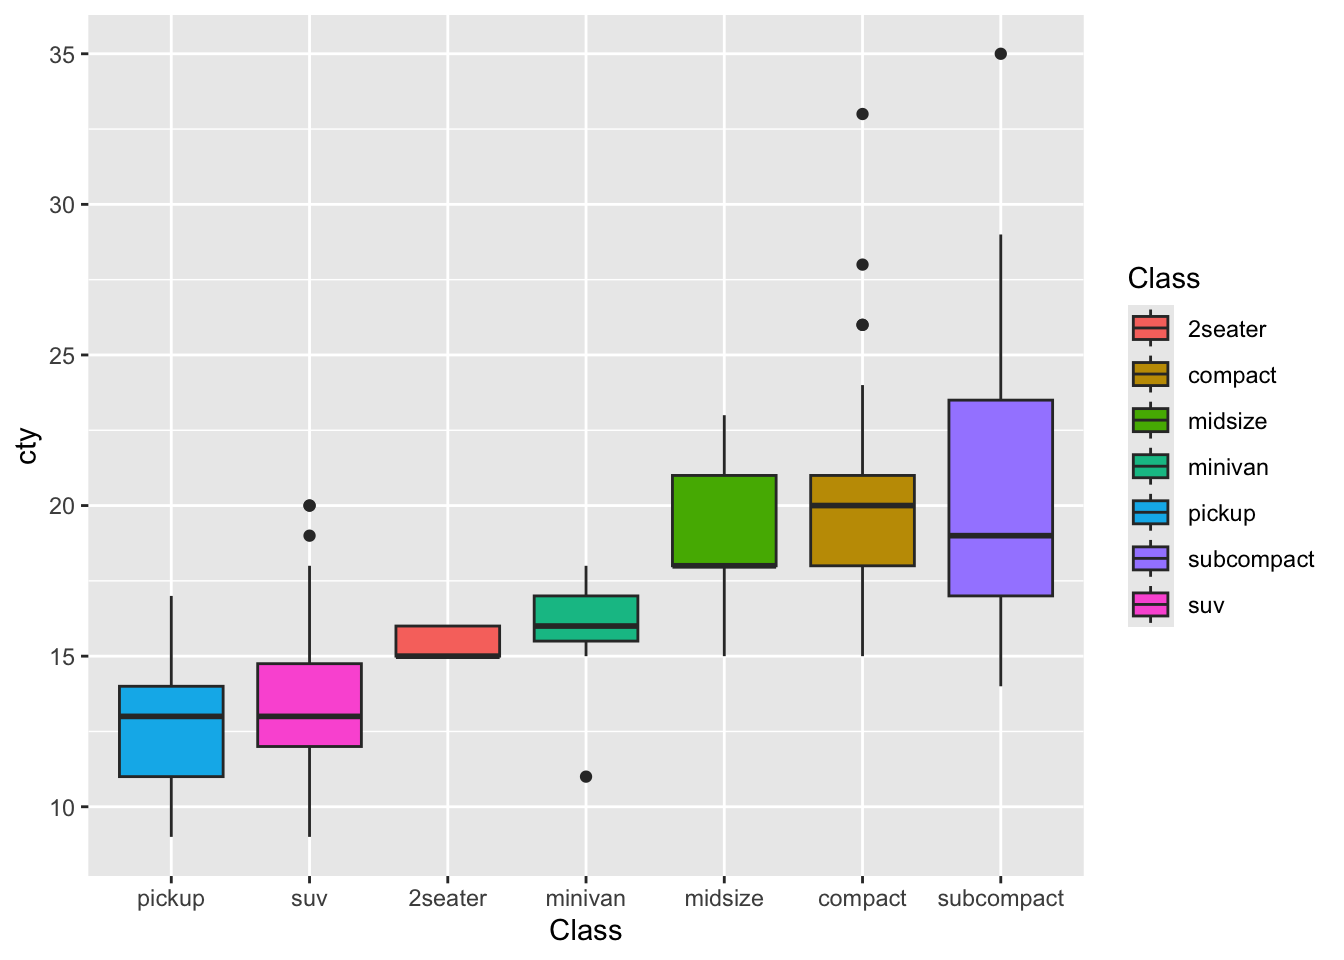 35
30
25
20
15
10
cty
pickup suv 2seater minivan midsize compact subcompact
Class
Class
2seater
compact
midsize
minivan
pickup
subcompact
suv